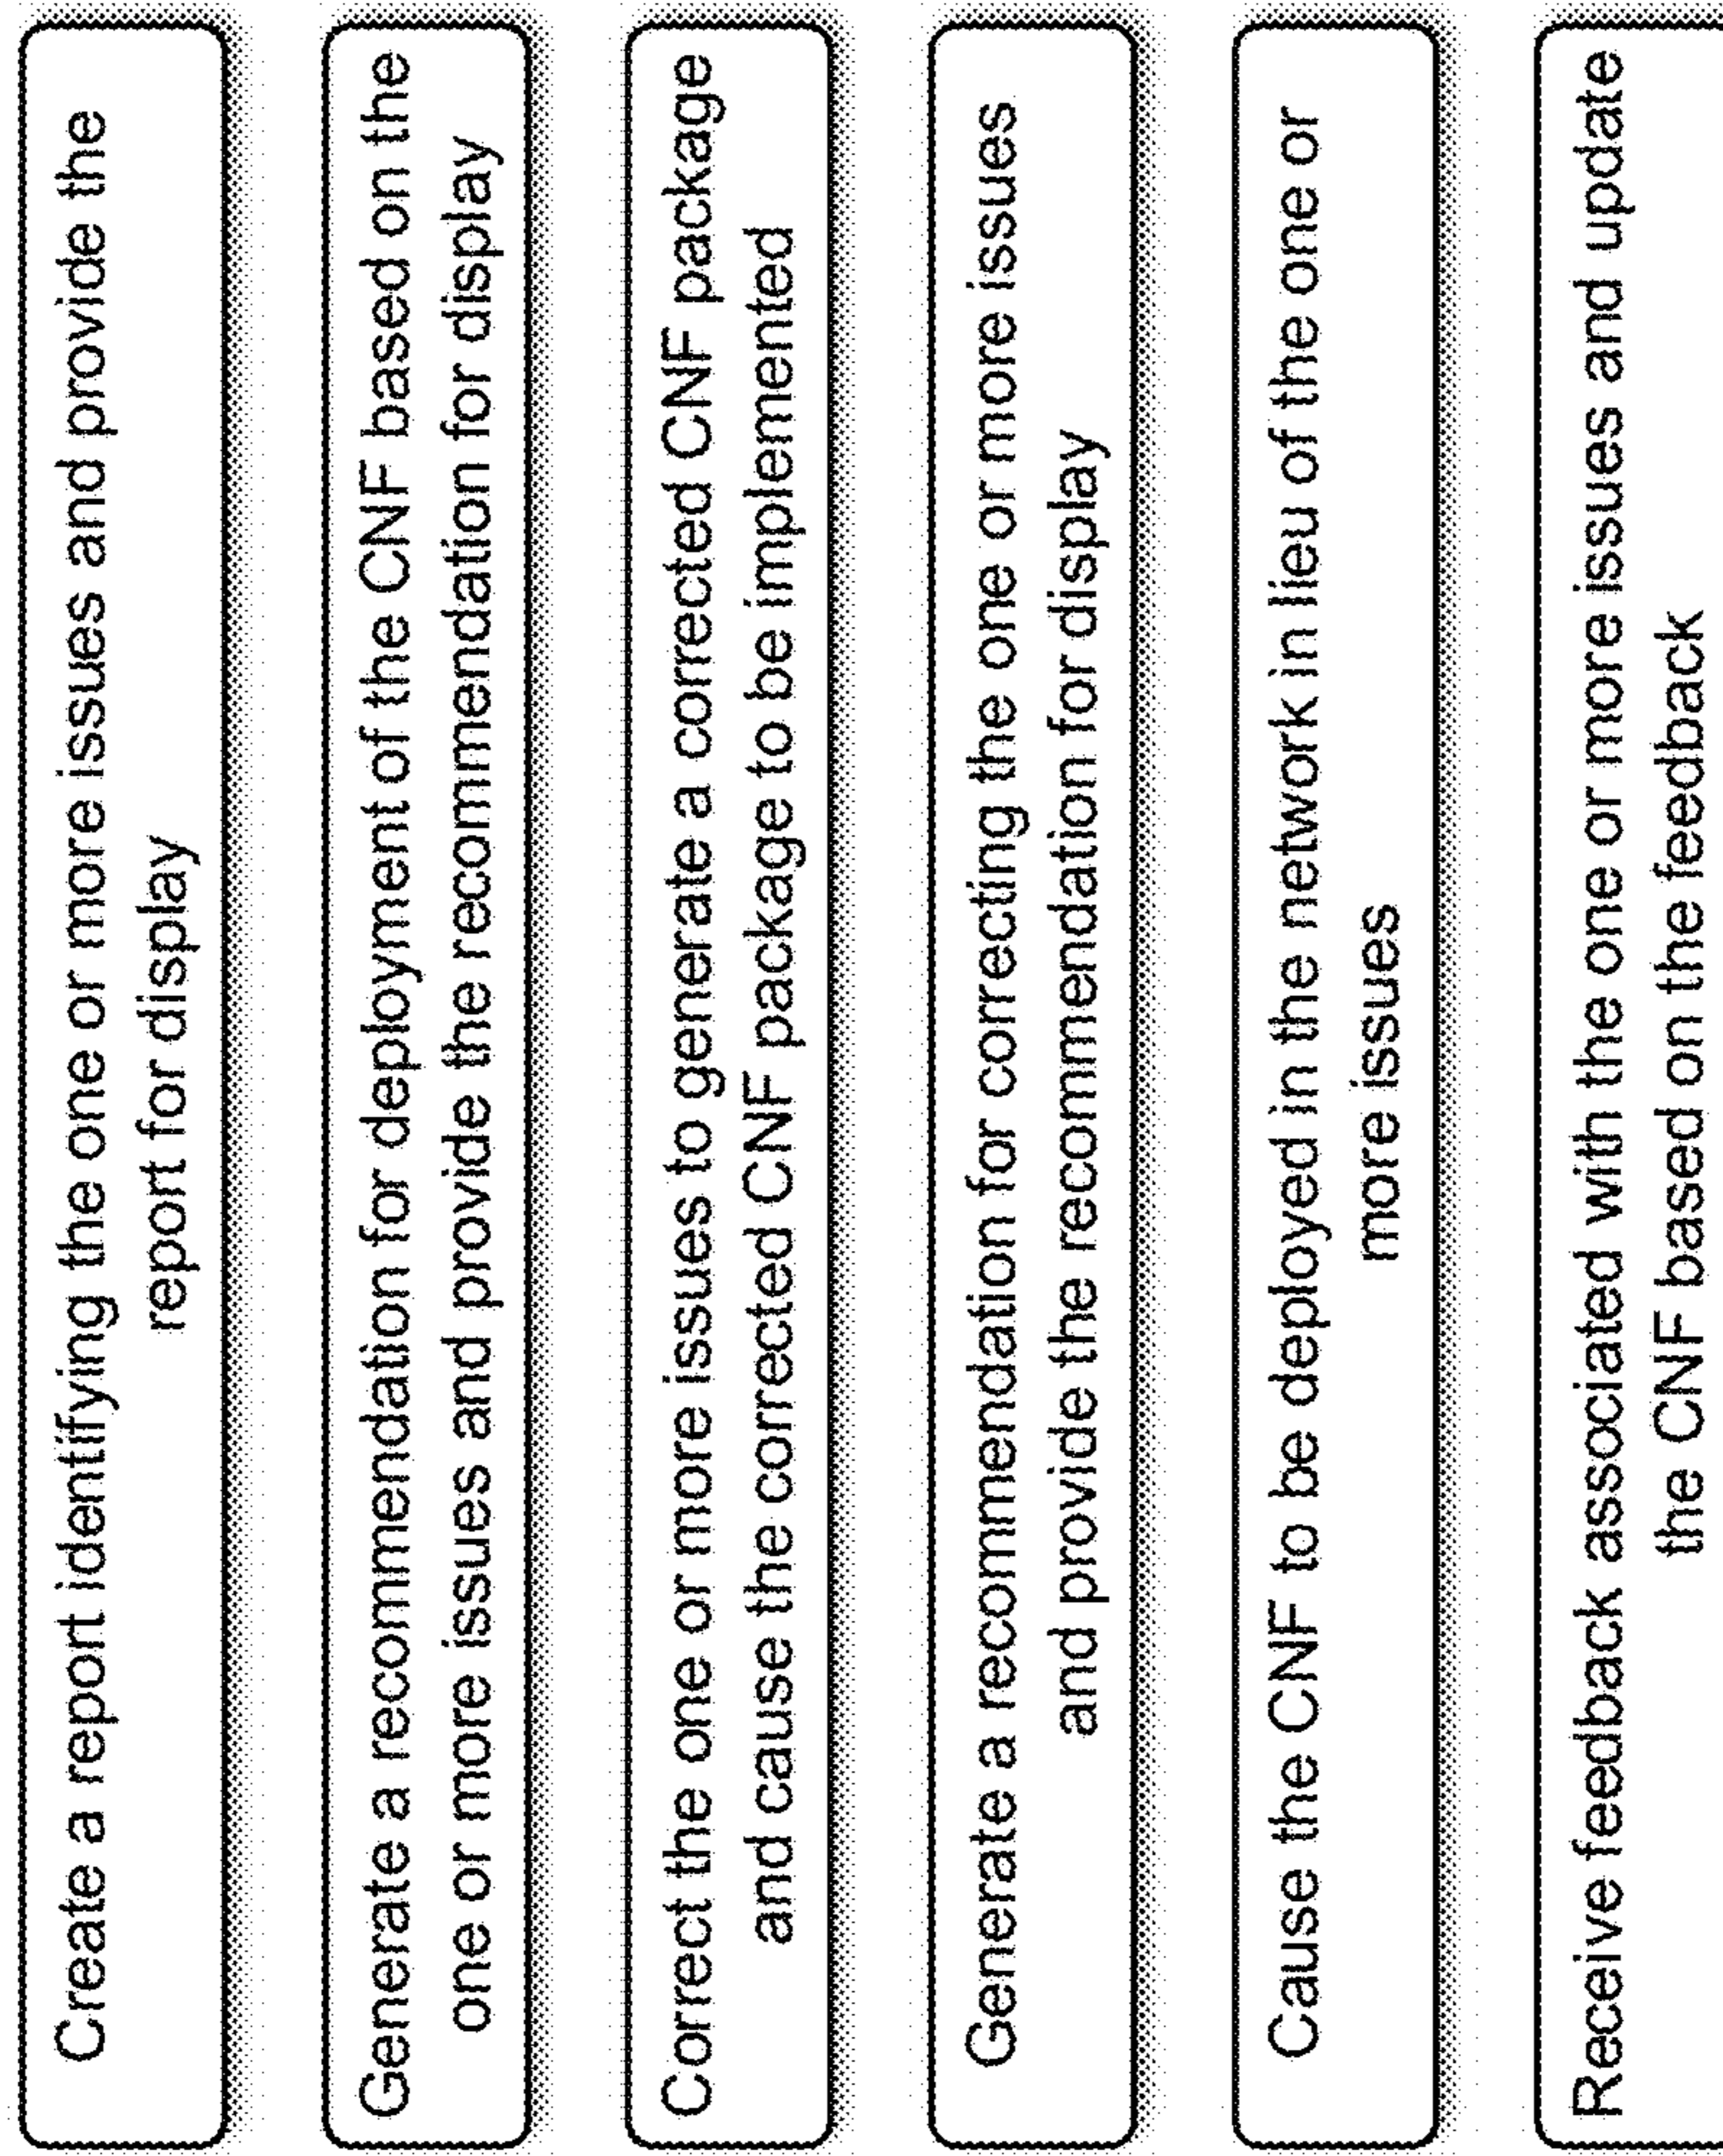 Create a report identifying the one or more issues and provide the
report for display
Generate a recommendation for deployment of the CNF based on the
one or more issues and provide the recommendation for display
Correct the one or more issues to generate a corrected CNF package
and cause the corrected CNF package to be implemented
Generate a recommendation for correcting the one or more issues
and provide the recommendation for display
Cause the CNF to be deployed in the network in lieu of the one or
more issues
Receive feedback associated with the one or more issues and update
the CNF based on the feedback